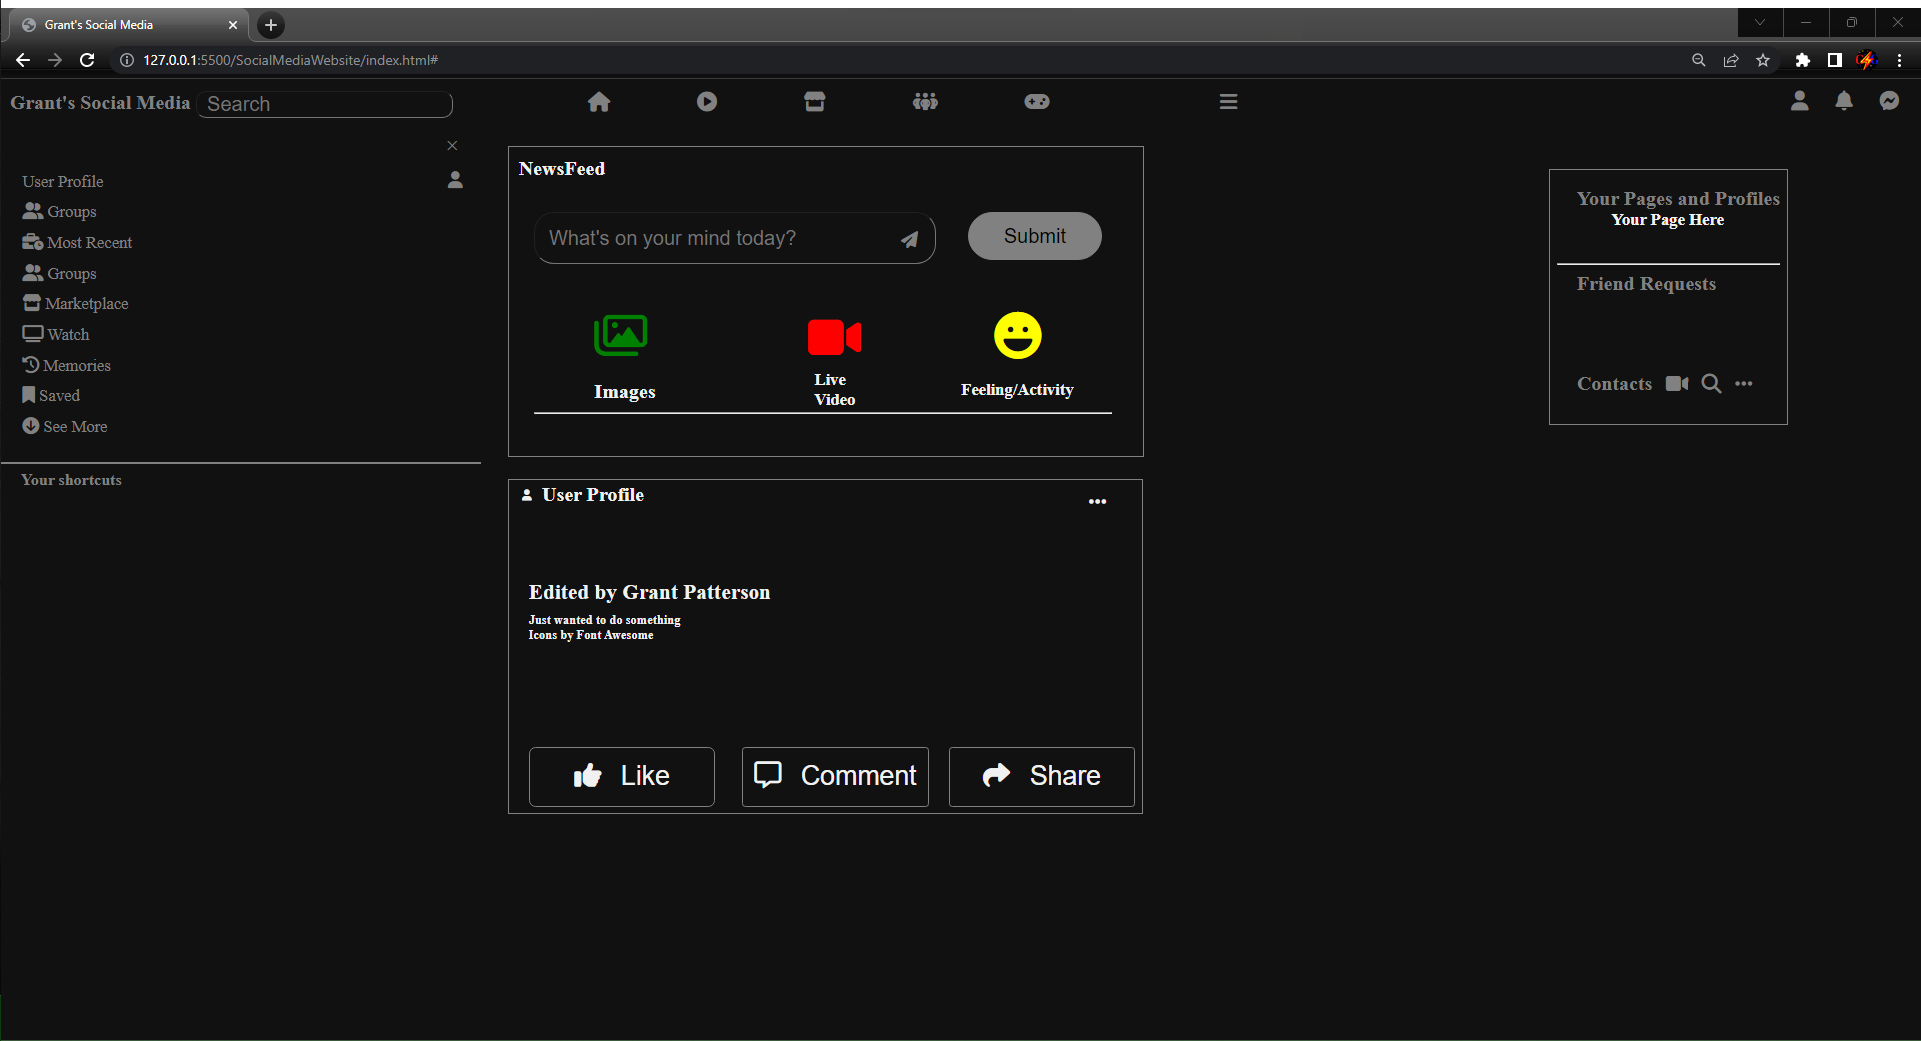 Grant's Social Media
127.0.0.1:5500/SocialMediaWebsite/index.html#
Grant's Social Media
Search
User Profile
Groups
Most Recent
Groups
Marketplace
Watch
Memories
Saved
See More
Your shortcuts
NewsFeed
What's on your mind today?
Submit
Images
Live
Video
Feeling/Activity
User Profile
Edited by Grant Patterson
Just wanted to do something
Icons by Font Awesome
Like
Comment
Share
Your Pages and Profiles
Your Page Here
Friend Requests
Contacts